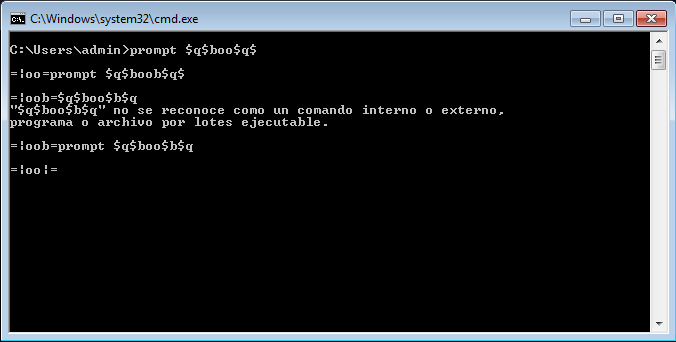 C:\Windows\system32\cmd.exe
C:\Users\admin>prompt $q$boo$q$
=¦oo=prompt $q$boob$q$
=¦oob=$q$boo$b$q
"$q$boo$b$q" no se reconoce como un comando interno o externo,
programa o archivo por lotes ejecutable.
=¦oob=prompt $q$boo$b$q
=¦oo¦=